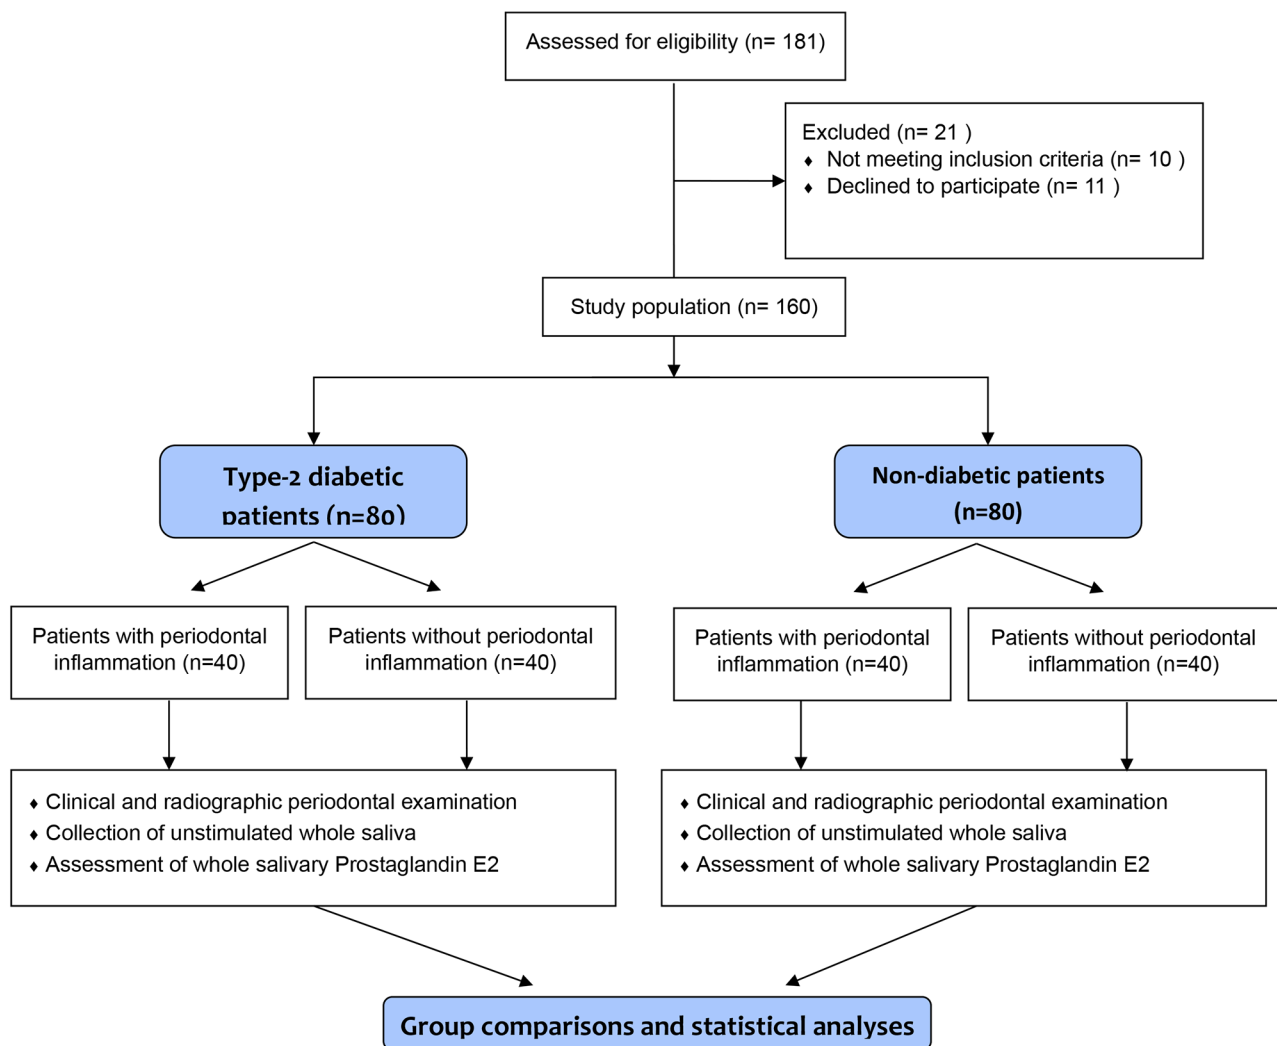 Assessed for eligibility (n= 181)
Excluded (n= 21 )
♦ Not meeting inclusion criteria (n= 10 )
♦ Declined to participate (n= 11 )
Study population (n= 160)
Type-2 diabetic
patients (n=80)
Non-diabetic patients
(n=80)
Patients with periodontal
inflammation (n=40)
Patients without periodontal
inflammation (n=40)
Patients with periodontal
inflammation (n=40)
Patients without periodontal
inflammation (n=40)
♦ Clinical and radiographic periodontal examination
♦ Collection of unstimulated whole saliva
♦ Assessment of whole salivary Prostaglandin E2
♦ Clinical and radiographic periodontal examination
♦ Collection of unstimulated whole saliva
♦ Assessment of whole salivary Prostaglandin E2
Group comparisons and statistical analyses